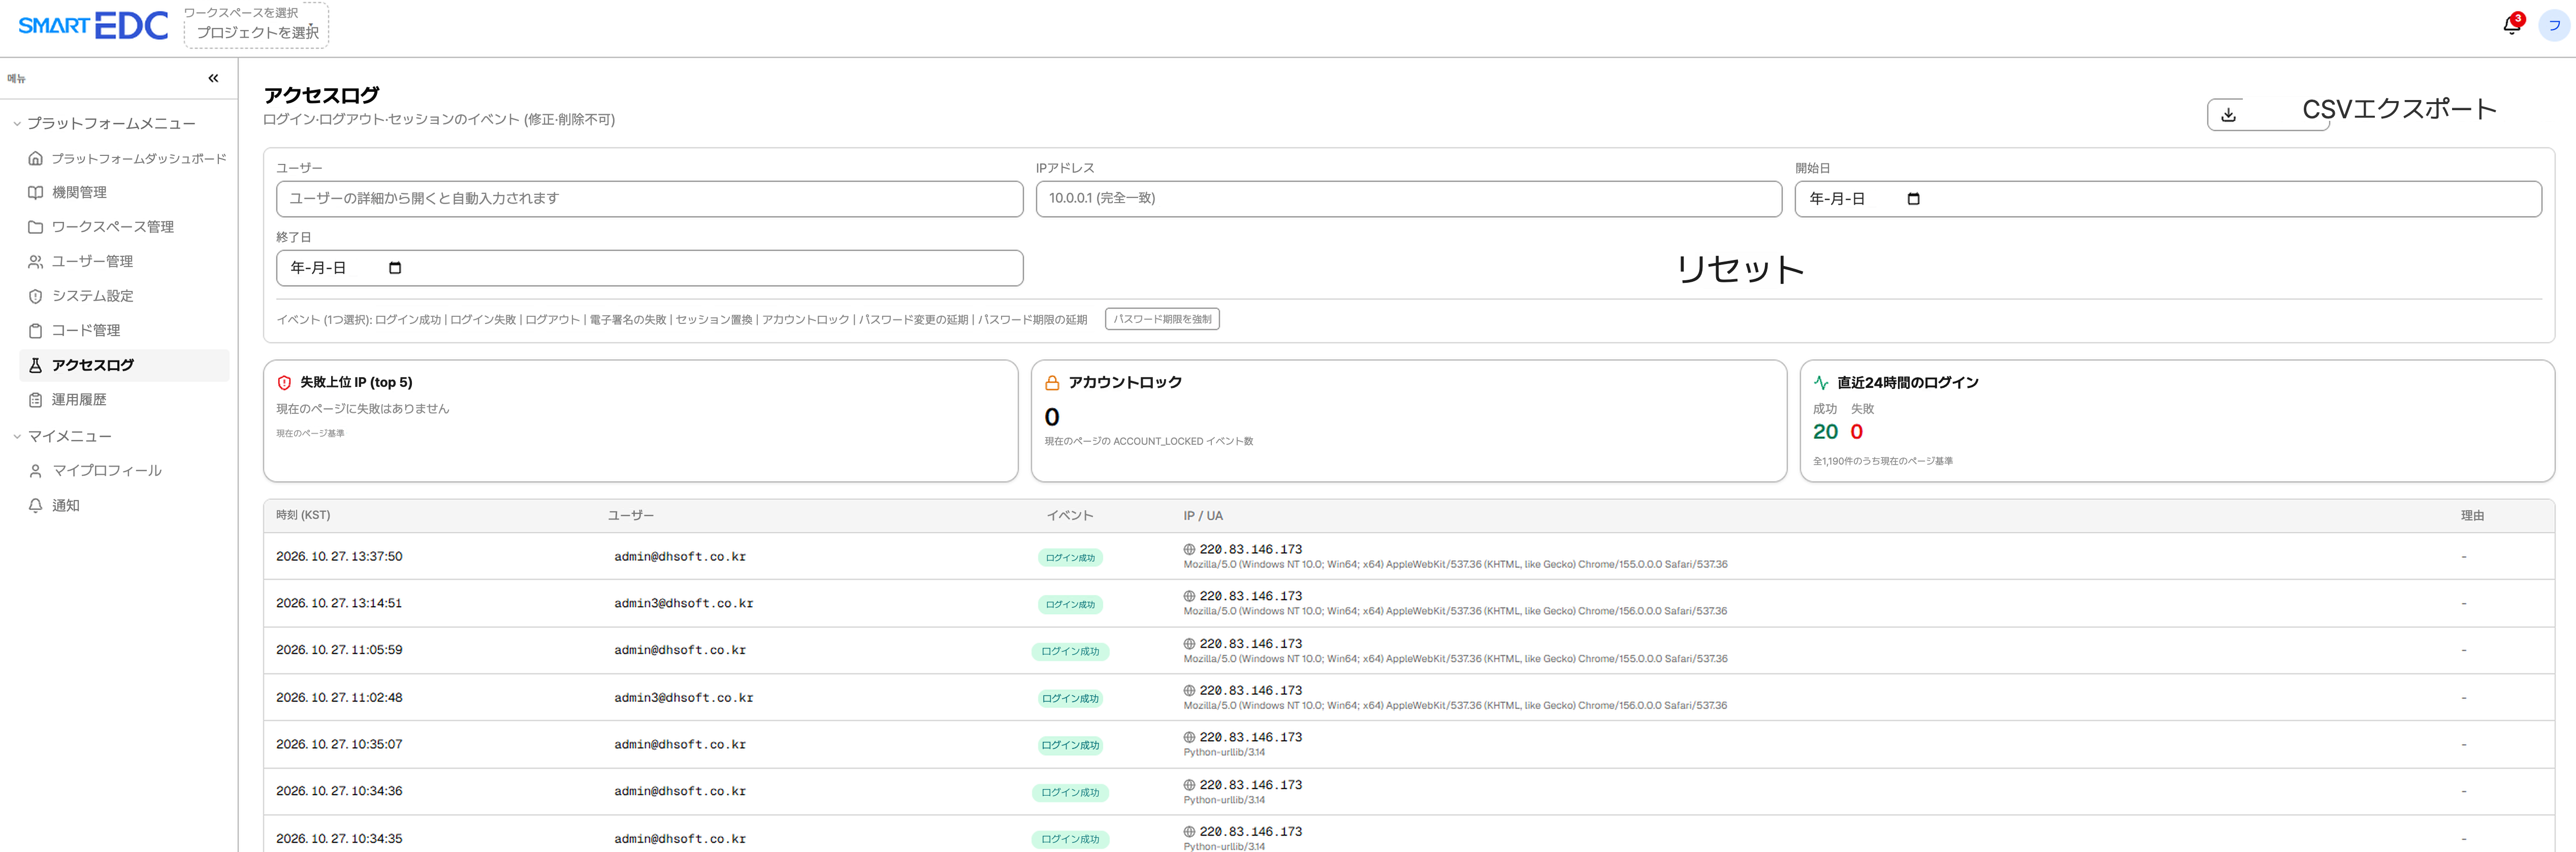 SMART EDC
ワークスペースを選択
プロジェクトを選択
3
フ
메뉴
プラットフォームメニュー
プラットフォームダッシュボード
機関管理
ワークスペース管理
ユーザー管理
システム設定
コード管理
アクセスログ
運用履歴
マイメニュー
マイプロフィール
通知
アクセスログ
ログイン·ログアウト·セッションのイベント (修正·削除不可)
CSVエクスポート
ユーザー
ユーザーの詳細から開くと自動入力されます
IPアドレス
10.0.0.1 (完全一致)
開始日
年-月-日
終了日
年-月-日
リセット
イベント (1つ選択): ログイン成功 | ログイン失敗 | ログアウト | 電子署名の失敗 | セッション置換 | アカウントロック | パスワード変更の延期 | パスワード期限の延期 パスワード期限を強制
失敗上位 IP (top 5)
現在のページに失敗はありません
現在のページ基準
アカウントロック
0
現在のページの ACCOUNT_LOCKED イベント数
直近24時間のログイン
成功 失敗
20 0
全1,190件のうち現在のページ基準
時刻 (KST) ユーザー イベント IP / UA 理由
2026. 10. 27. 13:37:50 admin@dhsoft.co.kr ログイン成功 220.83.146.173 -
Mozilla/5.0 (Windows NT 10.0; Win64; x64) AppleWebKit/537.36 (KHTML, like Gecko) Chrome/155.0.0.0 Safari/537.36
2026. 10. 27. 13:14:51 admin3@dhsoft.co.kr ログイン成功 220.83.146.173 -
Mozilla/5.0 (Windows NT 10.0; Win64; x64) AppleWebKit/537.36 (KHTML, like Gecko) Chrome/156.0.0.0 Safari/537.36
2026. 10. 27. 11:05:59 admin@dhsoft.co.kr ログイン成功 220.83.146.173 -
Mozilla/5.0 (Windows NT 10.0; Win64; x64) AppleWebKit/537.36 (KHTML, like Gecko) Chrome/155.0.0.0 Safari/537.36
2026. 10. 27. 11:02:48 admin3@dhsoft.co.kr ログイン成功 220.83.146.173 -
Mozilla/5.0 (Windows NT 10.0; Win64; x64) AppleWebKit/537.36 (KHTML, like Gecko) Chrome/156.0.0.0 Safari/537.36
2026. 10. 27. 10:35:07 admin@dhsoft.co.kr ログイン成功 220.83.146.173 -
Python-urllib/3.14
2026. 10. 27. 10:34:36 admin@dhsoft.co.kr ログイン成功 220.83.146.173 -
Python-urllib/3.14
2026. 10. 27. 10:34:35 admin@dhsoft.co.kr ログイン成功 220.83.146.173 -
Python-urllib/3.14